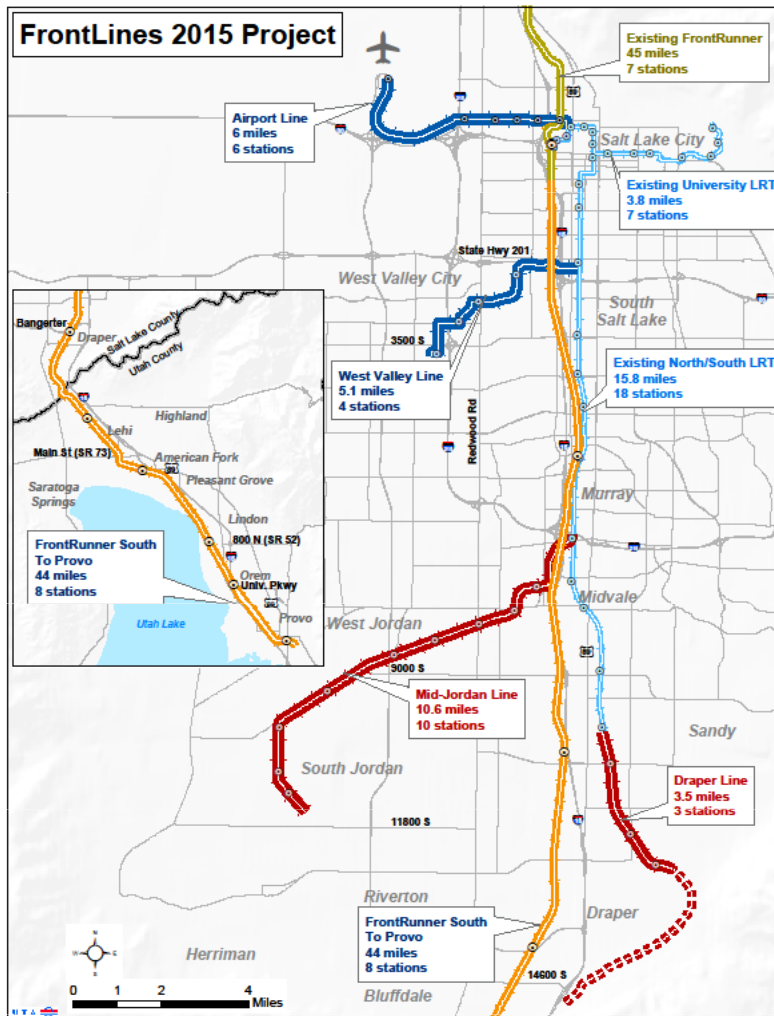 FrontLines 2015 Project
Existing FrontRunner
45 miles
7 stations
Airport Line
6 miles
6 stations
Salt Lake City
Existing University LRT
3.8 miles
7 stations
State Hwy 201
West Valley City
South
Salt Lake
3500 S
Existing North/South LRT
15.8 miles
18 stations
West Valley Line
5.1 miles
4 stations
Redwood Rd
Murray
Bangerter
Draper
Salt Lake County
Utah County
Highland
Lehi
Main St (SR 73)
American Fork
Pleasant Grove
Saratoga
Springs
Lindon
800 N (SR 52)
FrontRunner South
To Provo
44 miles
8 stations
Orem
Univ. Pkwy
Provo
Utah Lake
Midvale
West Jordan
9000 S
Mid-Jordan Line
10.6 miles
10 stations
Sandy
South Jordan
Draper Line
3.5 miles
3 stations
11800 S
Riverton
Draper
FrontRunner South
To Provo
44 miles
8 stations
Herriman
14600 S
Bluffdale
N
W E
S
0 1 2 4
Miles
U T A